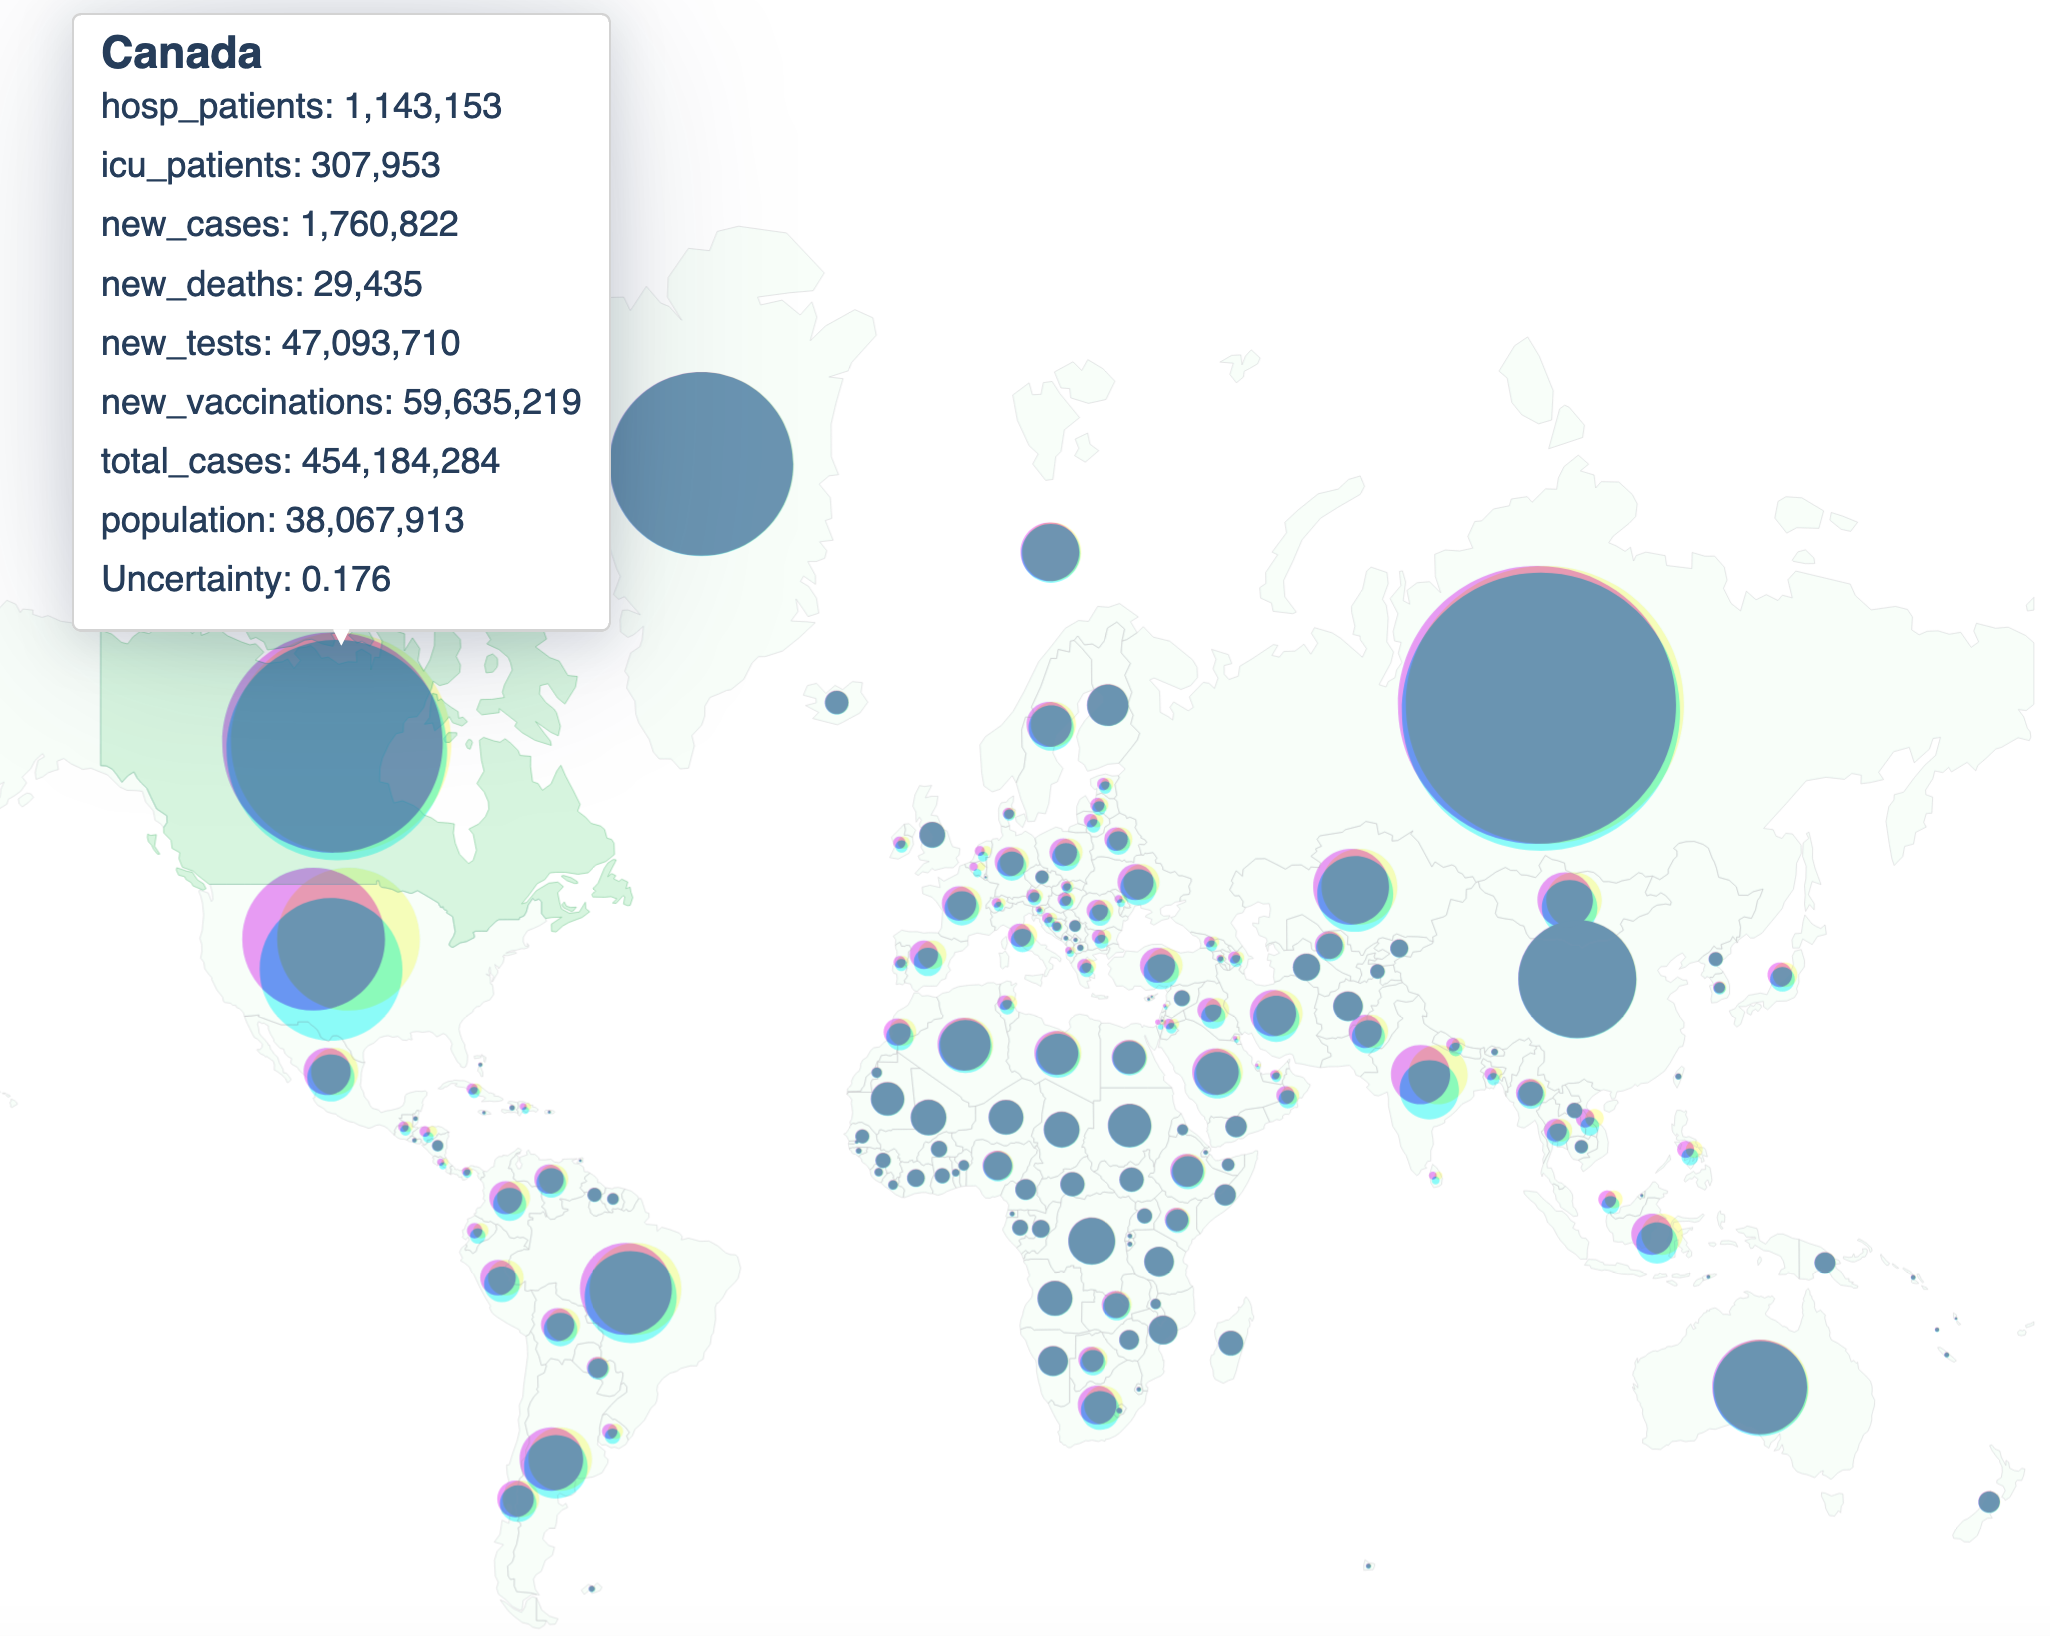 Canada
hosp_patients: 1,143,153
icu_patients: 307,953
new_cases: 1,760,822
new_deaths: 29,435
new_tests: 47,093,710
new_vaccinations: 59,635,219
total_cases: 454,184,284
population: 38,067,913
Uncertainty: 0.176